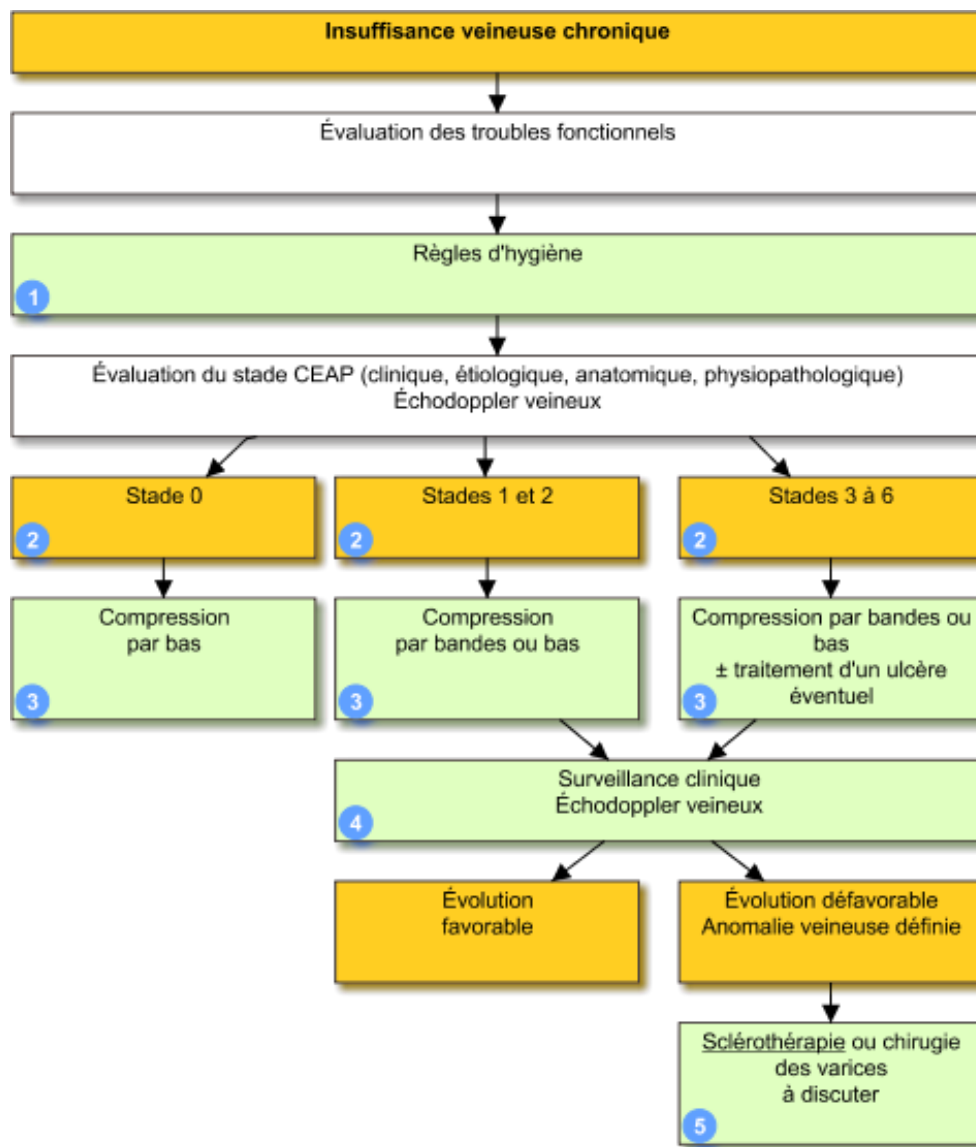 Insuffisance veineuse chronique
Évaluation des troubles fonctionnels
Règles d'hygiène
1
Évaluation du stade CEAP (clinique, étiologique, anatomique, physiopathologique)
Échodoppler veineux
Stade 0
2
Stades 1 et 2
2
Stades 3 à 6
2
Compression
par bas
3
Compression
par bandes ou bas
3
Compression par bandes ou
bas
± traitement d'un ulcère
éventuel
3
Surveillance clinique
Échodoppler veineux
4
Évolution
favorable
Évolution défavorable
Anomalie veineuse définie
Sclérothérapie ou chirugie
des varices
à discuter
5